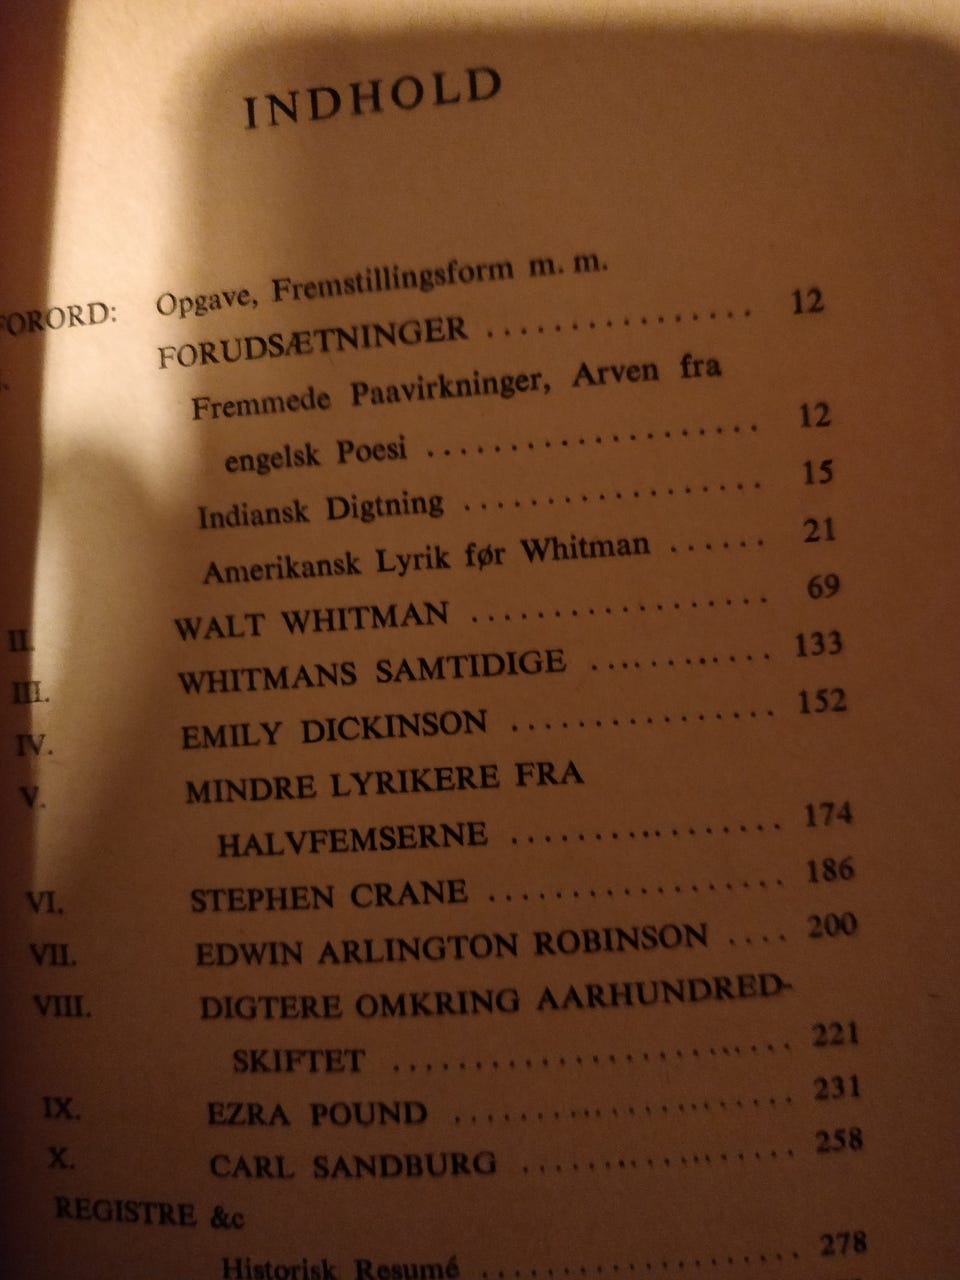 INDHOLD
FORORD: Opgave, Fremstillingsform m. m.
FORUDSÆTNINGER ................ 12
Fremmede Paavirkninger, Arven fra
engelsk Poesi .................... 12
Indiansk Digtning .................. 15
Amerikansk Lyrik før Whitman ...... 21
II. WALT WHITMAN .................. 69
III. WHITMANS SAMTIDIGE ............ 133
IV. EMILY DICKINSON ................ 152
V. MINDRE LYRIKERE FRA
HALVFEMSERNE ................ 174
VI. STEPHEN CRANE .................. 186
VII. EDWIN ARLINGTON ROBINSON .... 200
VIII. DIGTERE OMKRING AARHUNDRED-
SKIFTET ........................ 221
IX. EZRA POUND ..................... 231
X. CARL SANDBURG ................. 258
REGISTRE &c
Historisk Resumé .................... 278